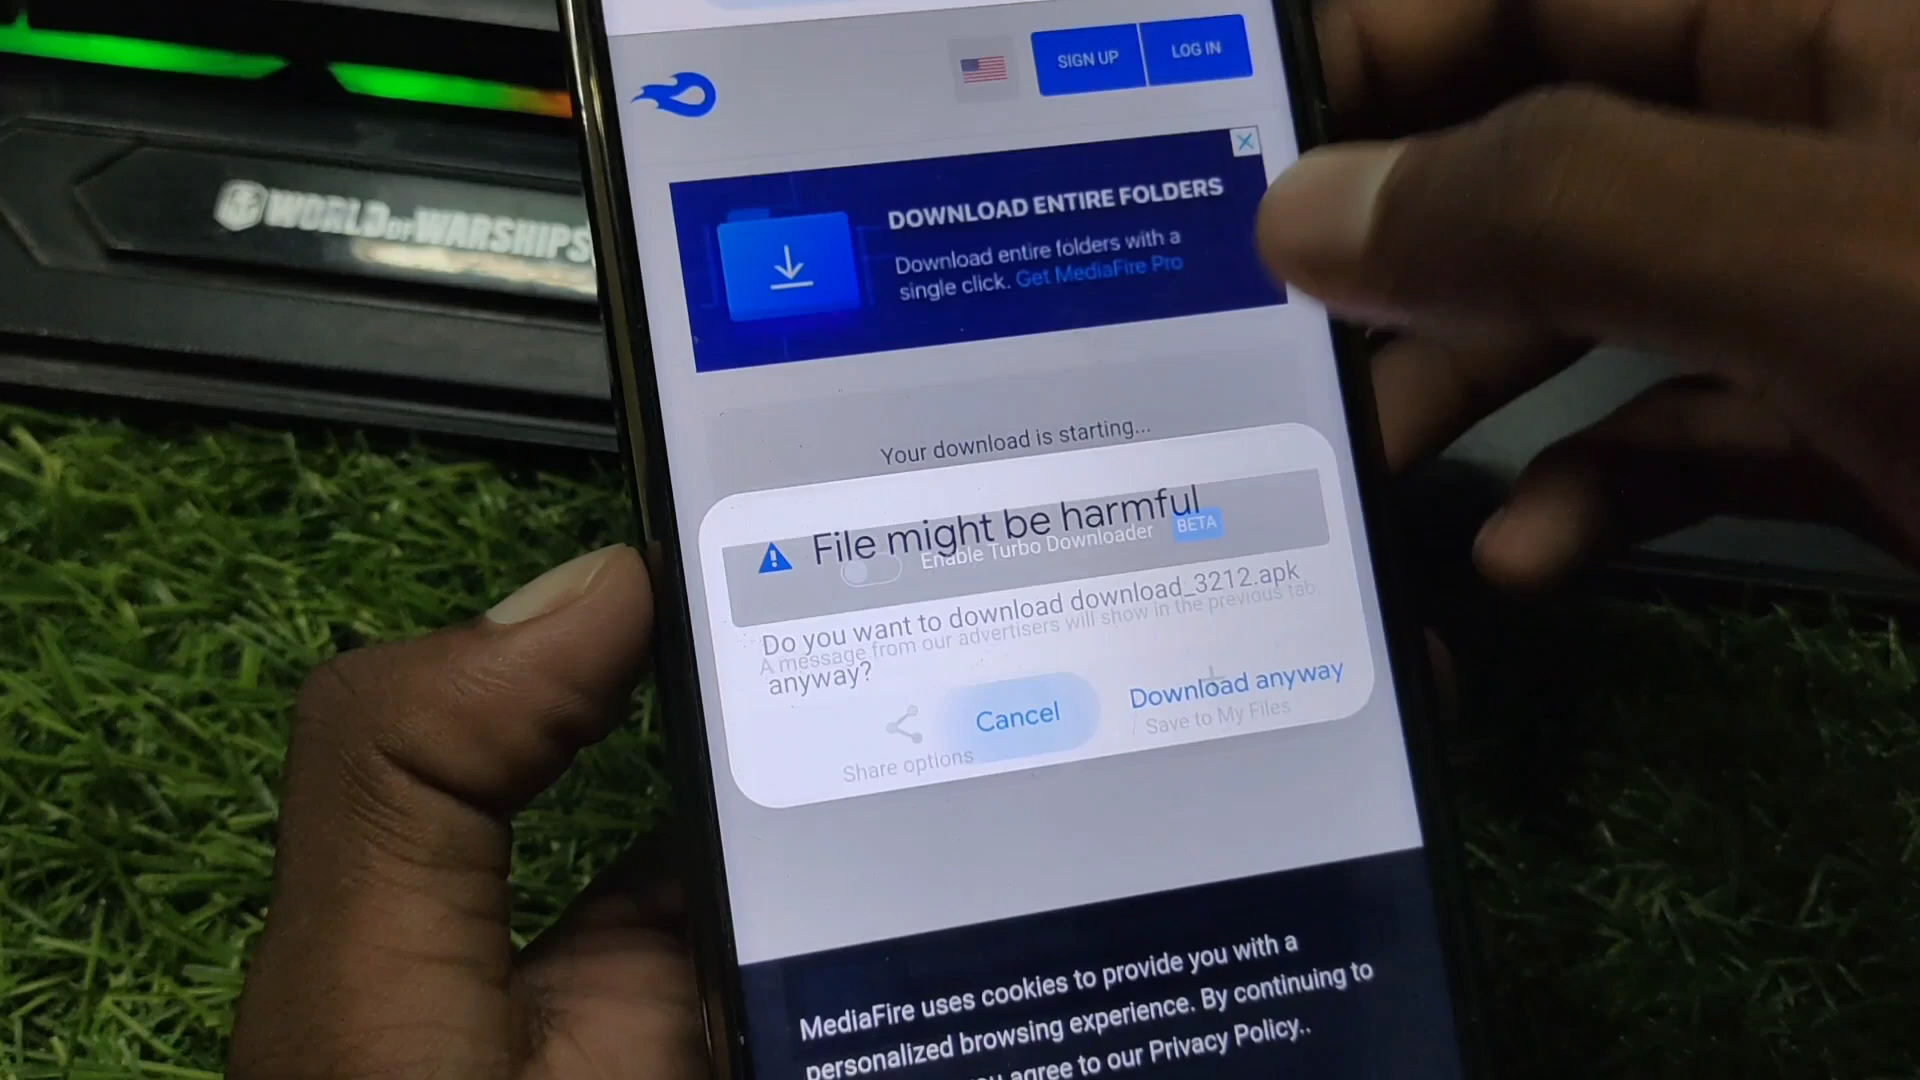 SIGN UP
LOG IN
WORLD OF WARSHIPS
DOWNLOAD ENTIRE FOLDERS
Download entire folders with a
single click. Get MediaFire Pro
Your download is starting...
File might be harmful
Enable Turbo Downloader BETA
Do you want to download download_3212.apk
A message from our advertisers will show in the previous tab
anyway?
Cancel
Download anyway
Save to My Files
Share options
MediaFire uses cookies to provide you with a
personalized browsing experience. By continuing to
agree to our Privacy Policy..